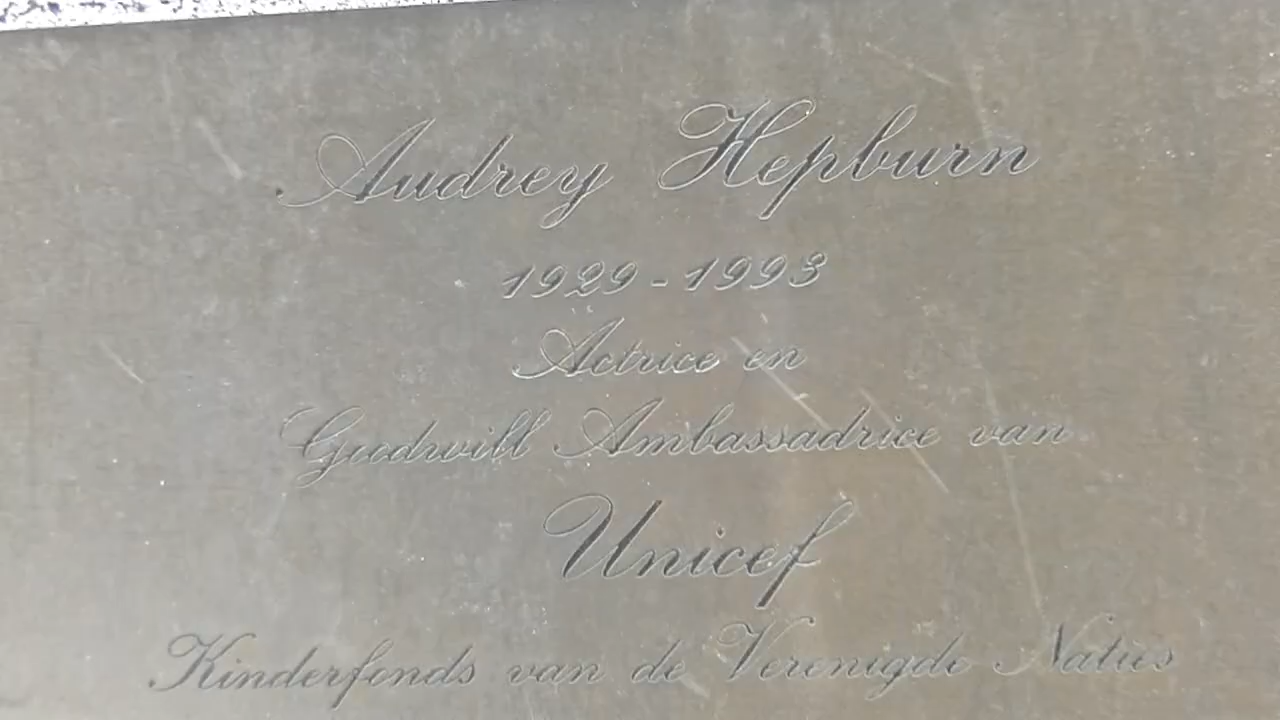 Audrey Hepburn
1929-1993
Actrice en
Goodwill Ambassadrice van
Unicef
Kinderfonds van de Verenigde Naties